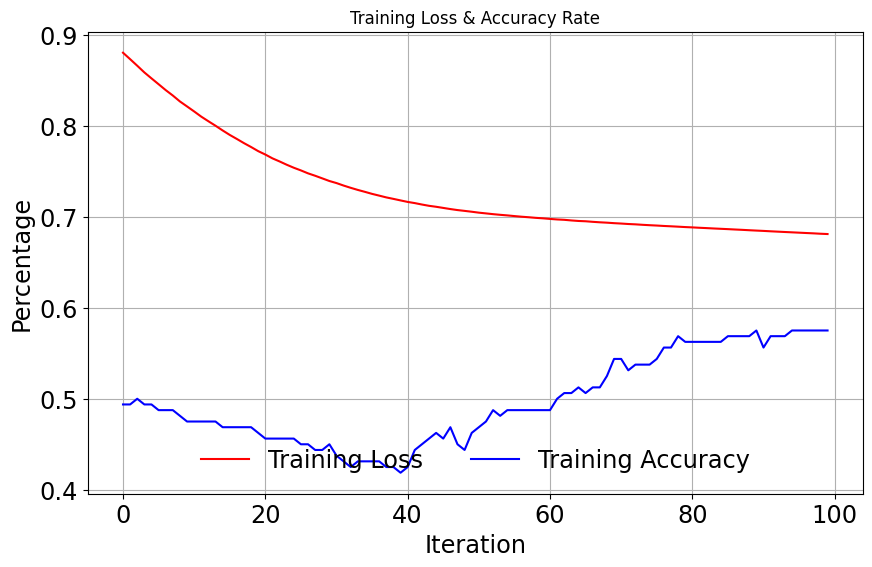 Training Loss & Accuracy Rate
Percentage
0.9
0.8
0.7
0.6
0.5
0.4
Training Loss Training Accuracy
0 20 40 60 80 100
Iteration